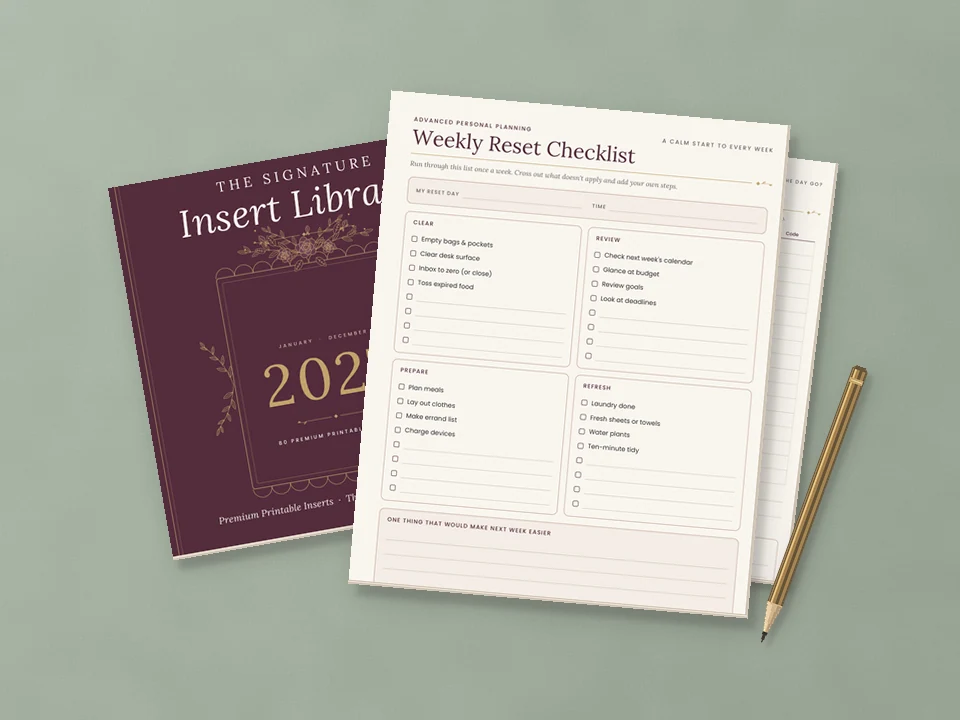 THE SIGNATURE
Insert Libra
JANUARY · DECEMBER
202
60 PREMIUM PRINTABL
Premium Printable Inserts · Th
ADVANCED PERSONAL PLANNING
Weekly Reset Checklist
A CALM START TO EVERY WEEK
Run through this list once a week. Cross out what doesn't apply and add your own steps.
MY RESET DAY
TIME
CLEAR
Empty bags & pockets
Clear desk surface
Inbox to zero (or close)
Toss expired food
REVIEW
Check next week's calendar
Glance at budget
Review goals
Look at deadlines
PREPARE
Plan meals
Lay out clothes
Make errand list
Charge devices
REFRESH
Laundry done
Fresh sheets or towels
Water plants
Ten-minute tidy
ONE THING THAT WOULD MAKE NEXT WEEK EASIER
HE DAY GO?
Code